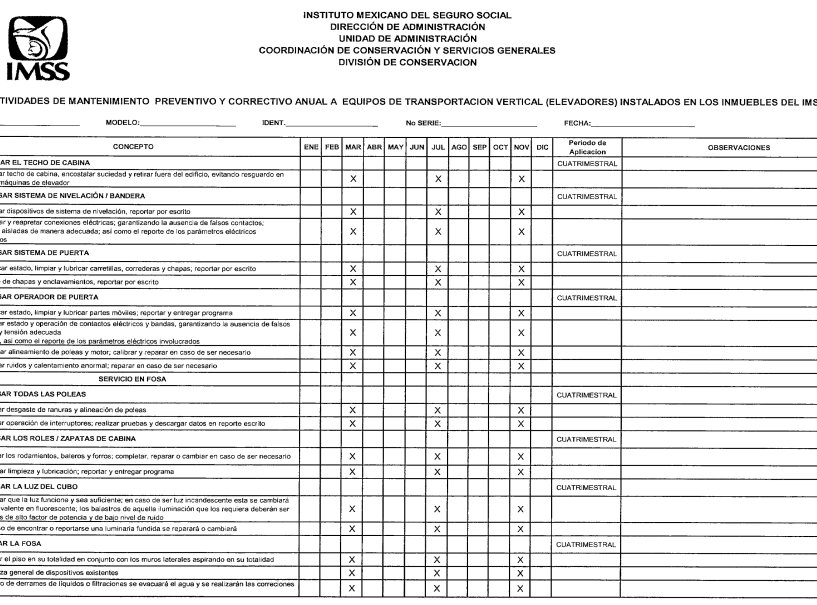 INSTITUTO MEXICANO DEL SEGURO SOCIAL
DIRECCIÓN DE ADMINISTRACIÓN
UNIDAD DE ADMINISTRACIÓN
COORDINACIÓN DE CONSERVACIÓN Y SERVICIOS GENERALES
DIVISIÓN DE CONSERVACION
IMSS
TIVIDADES DE MANTENIMIENTO PREVENTIVO Y CORRECTIVO ANUAL A EQUIPOS DE TRANSPORTACION VERTICAL (ELEVADORES) INSTALADOS EN LOS INMUEBLES DEL IMS
MODELO: IDENT. No SERIE: FECHA:
CONCEPTO ENE FEB MAR ABR MAY JUN JUL AGO SEP OCT NOV DIC Periodo de Aplicacion OBSERVACIONES
AR EL TECHO DE CABINA CUATRIMESTRAL
ar techo de cabina, encostalar suciedad y retirar fuera del edificio, evitando resguardo en
máquinas de elevador X X X
SAR SISTEMA DE NIVELACIÓN / BANDERA CUATRIMESTRAL
ar dispositivos de sistema de nivelación, reportar por escrito X X X
ar y reapretar conexiones eléctricas; garantizando la ausencia de falsos contactos;
aisladas de manera adecuada; así como el reporte de los parámetros eléctricos
os X X X
SAR SISTEMA DE PUERTA CUATRIMESTRAL
car estado, limpiar y lubricar carretillas, correderas y chapas; reportar por escrito X X X
de chapas y enclavamientos, reportar por escrito X X X
SAR OPERADOR DE PUERTA CUATRIMESTRAL
ar estado, limpiar y lubricar partes móviles; reportar y entregar programa X X X
ar estado y operación de contactos eléctricos y bandas, garantizando la ausencia de falsos
y tensión adecuada
, así como el reporte de los parámetros eléctricos involucrados X X X
ar alineamiento de poleas y motor; calibrar y reparar en caso de ser necesario X X X
ar ruidos y calentamiento anormal; reparar en caso de ser necesario X X X
SERVICIO EN FOSA
SAR TODAS LAS POLEAS CUATRIMESTRAL
ar desgaste de ranuras y alineación de poleas X X X
ar operación de interruptores; realizar pruebas y descargar datos en reporte escrito X X X
SAR LOS ROLES / ZAPATAS DE CABINA CUATRIMESTRAL
ar los rodamientos, baleros y forros; completar, reparar o cambiar en caso de ser necesario X X X
ar limpieza y lubricación; reportar y entregar programa X X X
AR LA LUZ DEL CUBO CUATRIMESTRAL
ar que la luz funcione y sea suficiente; en caso de ser luz incandescente esta se cambiará
valente en fluorescente; los balastros de aquella iluminación que los requiera deberán ser
s de alto factor de potencia y de bajo nivel de ruido X X X
so de encontrar o reportarse una luminaria fundida se reparará o cambiará X X X
AR LA FOSA CUATRIMESTRAL
r el piso en su totalidad en conjunto con los muros laterales aspirando en su totalidad X X X
za general de dispositivos existentes X X X
o de derrames de líquidos o filtraciones se evacuará el agua y se realizarán las correciones X X X